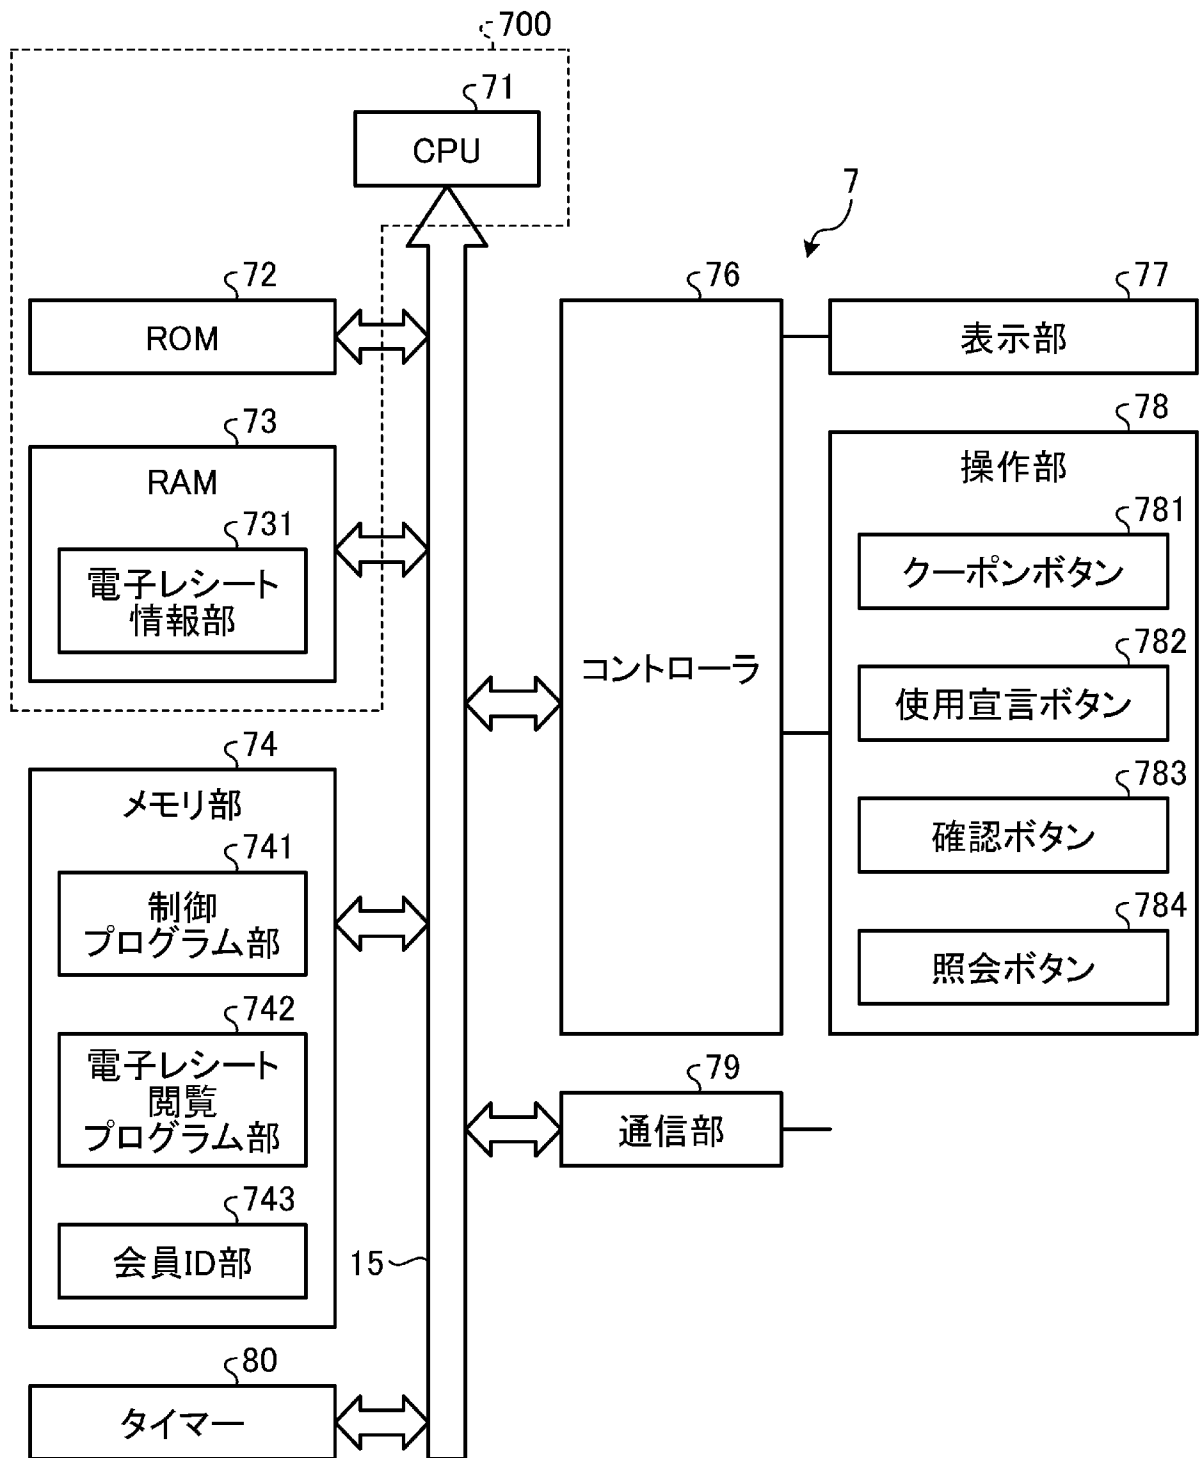 700
71
CPU
7
72
ROM
76
コントローラ
77
表示部
73
RAM
731
電子レシート
情報部
78
操作部
781
クーポンボタン
782
使用宣言ボタン
783
確認ボタン
784
照会ボタン
74
メモリ部
741
制御
プログラム部
742
電子レシート
閲覧
プログラム部
743
会員ID部
79
通信部
15
80
タイマー